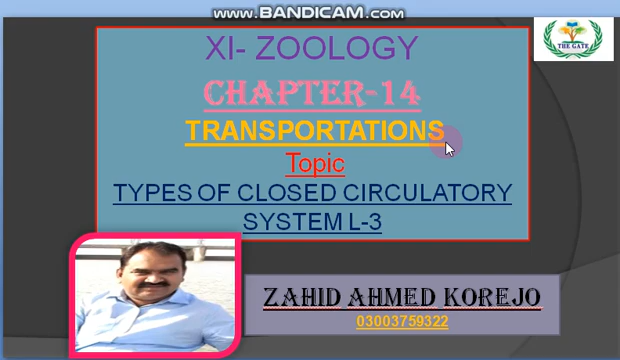 www.BANDICAM.com
THE GATE
XI- ZOOLOGY
CHAPTER-14
TRANSPORTATIONS
Topic
TYPES OF CLOSED CIRCULATORY
SYSTEM L-3
ZAHID AHMED KOREJO
03003759322